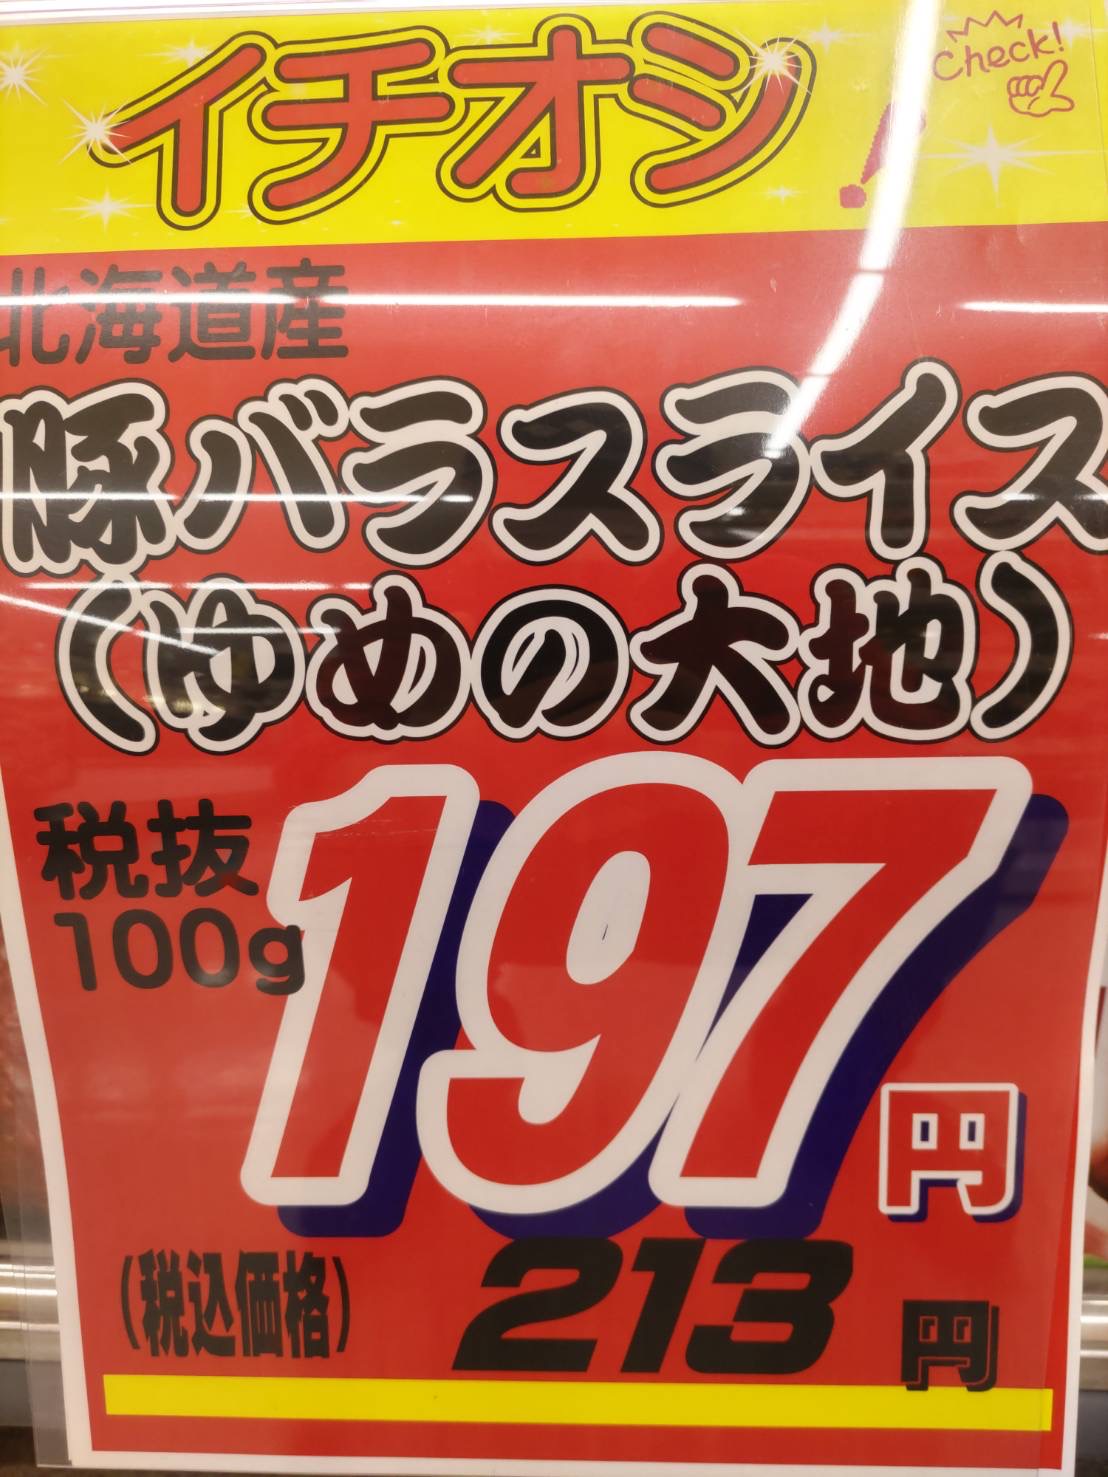 イチオシ！
Check!
北海道産
豚バラスライス
（ゆめの大地）
税抜
100g
197円
（税込価格） 213円